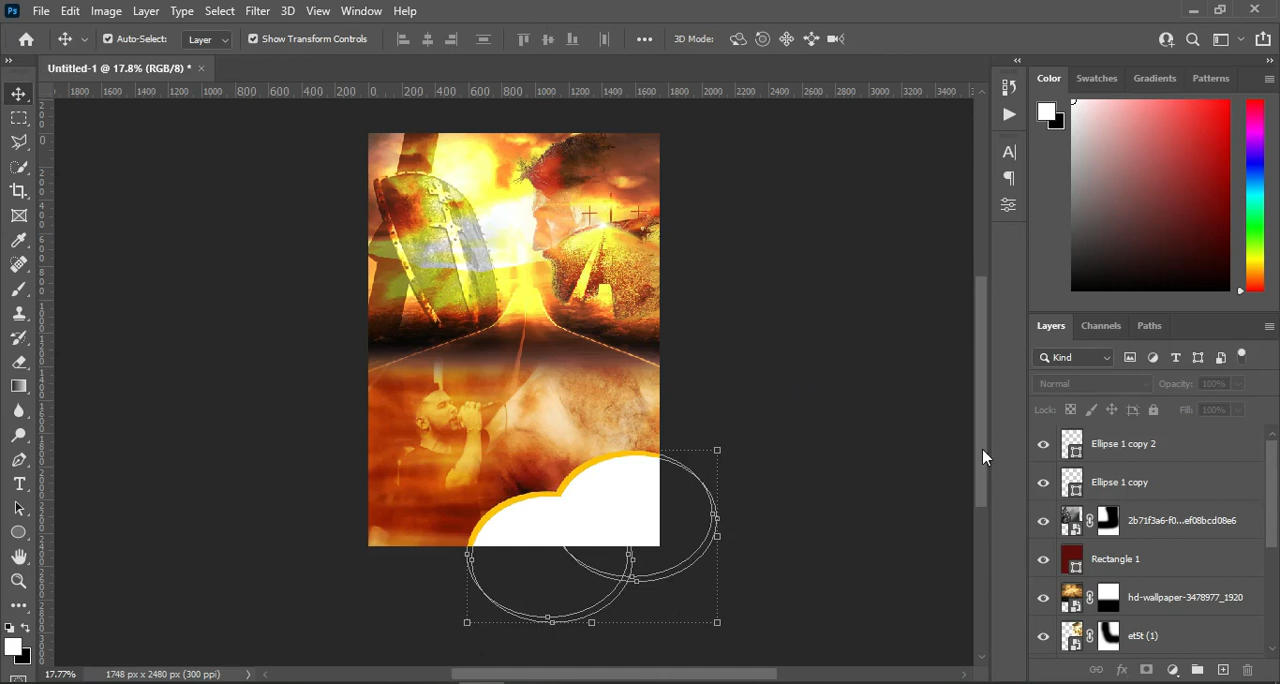 Ps File Edit Image Layer Type Select Filter 3D View Window Help
Auto-Select: Layer Show Transform Controls 3D Mode:
Untitled-1 @ 17.8% (RGB/8) * ×
Color Swatches Gradients Patterns
1800 1600 1400 1200 1000 800 600 400 200 0 200 400 600 800 1000 1200 1400 1600 1800 2000 2200 2400 2600 2800 3000 3200 3400
Layers Channels Paths
Kind
Normal Opacity: 100%
Lock: Fill: 100%
Ellipse 1 copy 2
Ellipse 1 copy
2b71f3a6-f0...ef08bcd08e6
Rectangle 1
hd-wallpaper-3478977_1920
et5t (1)
17.77% 1748 px x 2480 px (300 ppi)